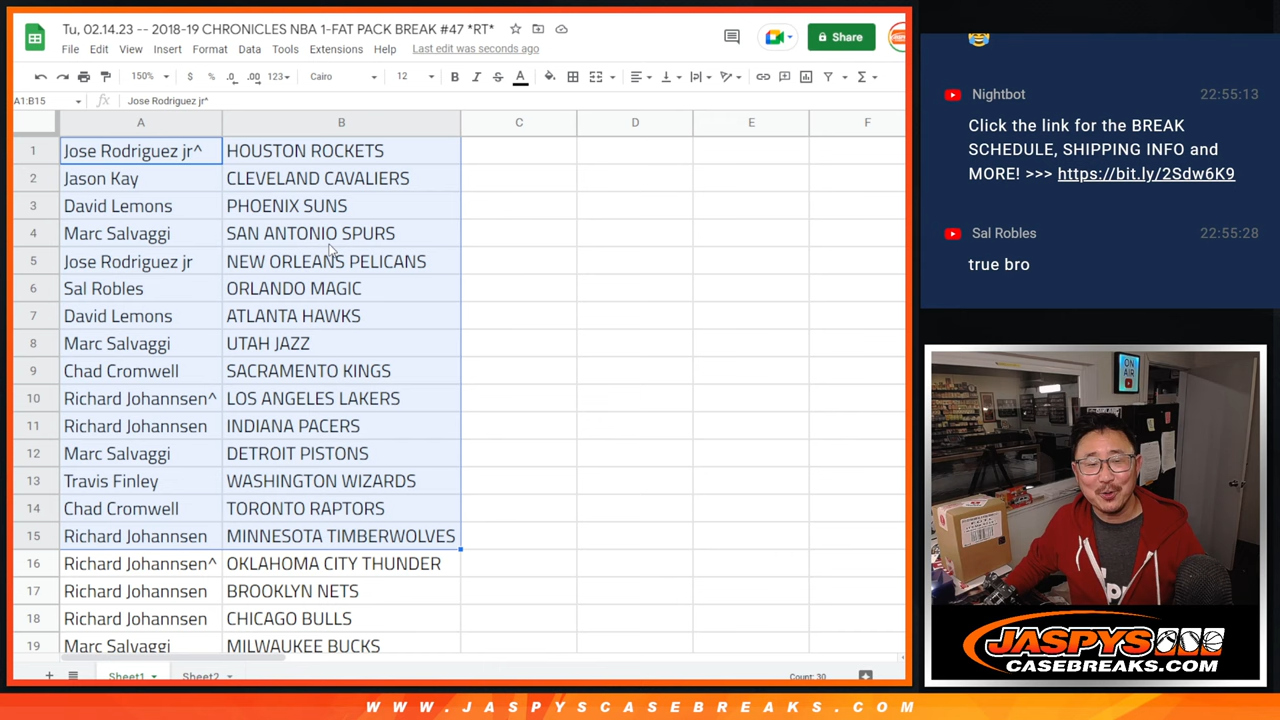 Tu, 02.14.23 -- 2018-19 CHRONICLES NBA 1-FAT PACK BREAK #47 *RT*
File Edit View Insert Format Data Tools Extensions Help Last edit was seconds ago
Share
150% $ % .0 .00 123 Cairo 12 B I S A
A1:B15 fx Jose Rodriguez jr^
A B C D E F
1 Jose Rodriguez jr^ HOUSTON ROCKETS
2 Jason Kay CLEVELAND CAVALIERS
3 David Lemons PHOENIX SUNS
4 Marc Salvaggi SAN ANTONIO SPURS
5 Jose Rodriguez jr NEW ORLEANS PELICANS
6 Sal Robles ORLANDO MAGIC
7 David Lemons ATLANTA HAWKS
8 Marc Salvaggi UTAH JAZZ
9 Chad Cromwell SACRAMENTO KINGS
10 Richard Johannsen^ LOS ANGELES LAKERS
11 Richard Johannsen INDIANA PACERS
12 Marc Salvaggi DETROIT PISTONS
13 Travis Finley WASHINGTON WIZARDS
14 Chad Cromwell TORONTO RAPTORS
15 Richard Johannsen MINNESOTA TIMBERWOLVES
16 Richard Johannsen^ OKLAHOMA CITY THUNDER
17 Richard Johannsen BROOKLYN NETS
18 Richard Johannsen CHICAGO BULLS
19 Marc Salvaggi MILWAUKEE BUCKS
Sheet1 Sheet2 Count: 30
Nightbot 22:55:13
Click the link for the BREAK
SCHEDULE, SHIPPING INFO and
MORE! >>> https://bit.ly/2Sdw6K9
Sal Robles 22:55:28
true bro
ON
AIR
JASPYS
CASEBREAKS.COM
WWW.JASPYSCASEBREAKS.COM